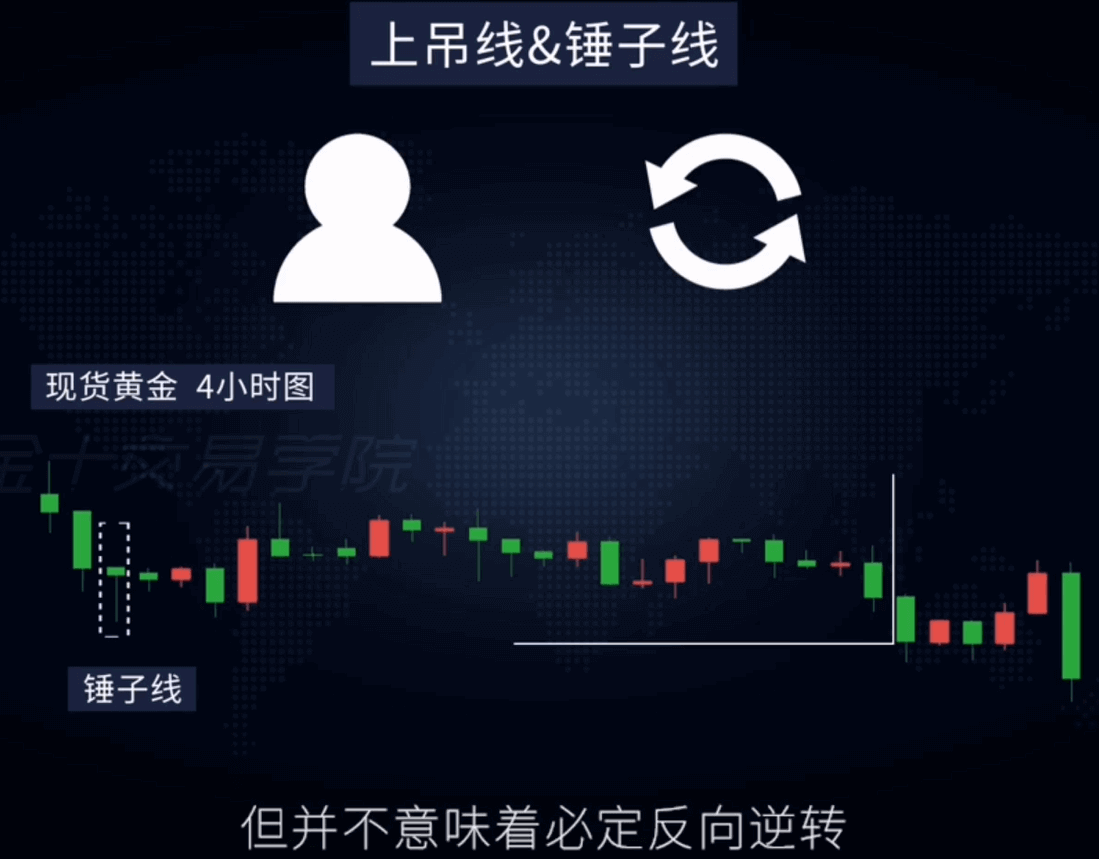 上吊线&锤子线
现货黄金 4小时图
金十交易学院
锤子线
但并不意味着必定反向逆转